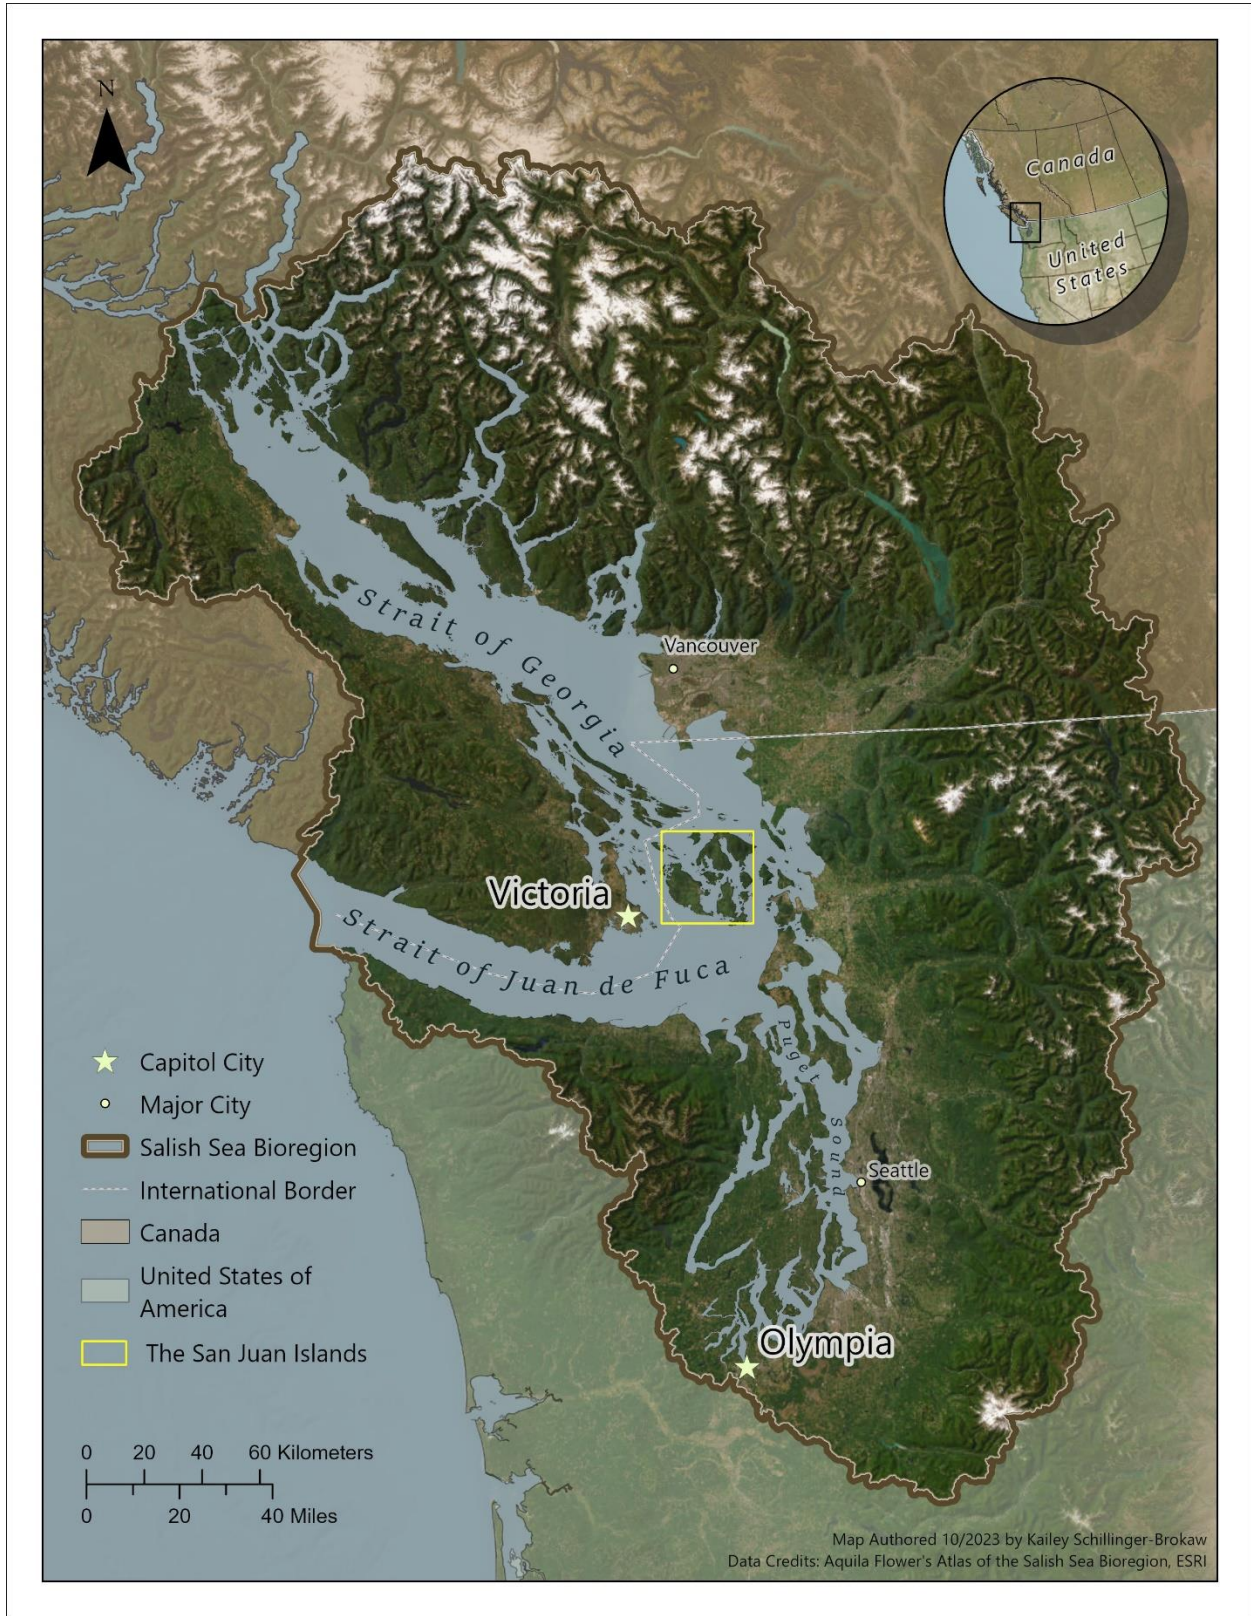 N
Canada
United
States
Strait of Georgia
Vancouver
Victoria
Strait of Juan de Fuca
Puget Sound
Seattle
Olympia
Capitol City
Major City
Salish Sea Bioregion
International Border
Canada
United States of
America
The San Juan Islands
0 20 40 60 Kilometers
0 20 40 Miles
Map Authored 10/2023 by Kailey Schillinger-Brokaw
Data Credits: Aquila Flower's Atlas of the Salish Sea Bioregion, ESRI